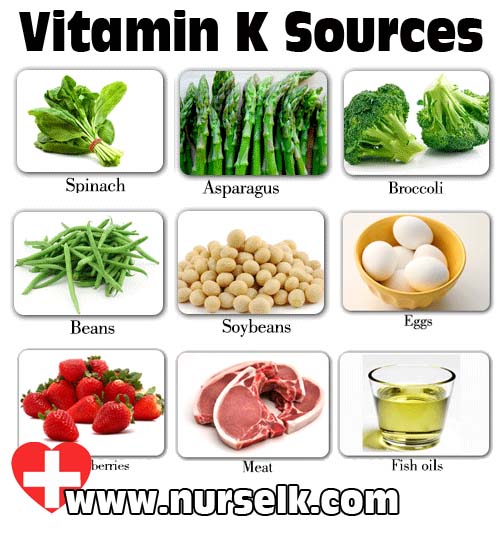 Vitamin K Sources
Spinach
Asparagus
Broccoli
Beans
Soybeans
Eggs
berries
Meat
Fish oils
www.nurselk.com